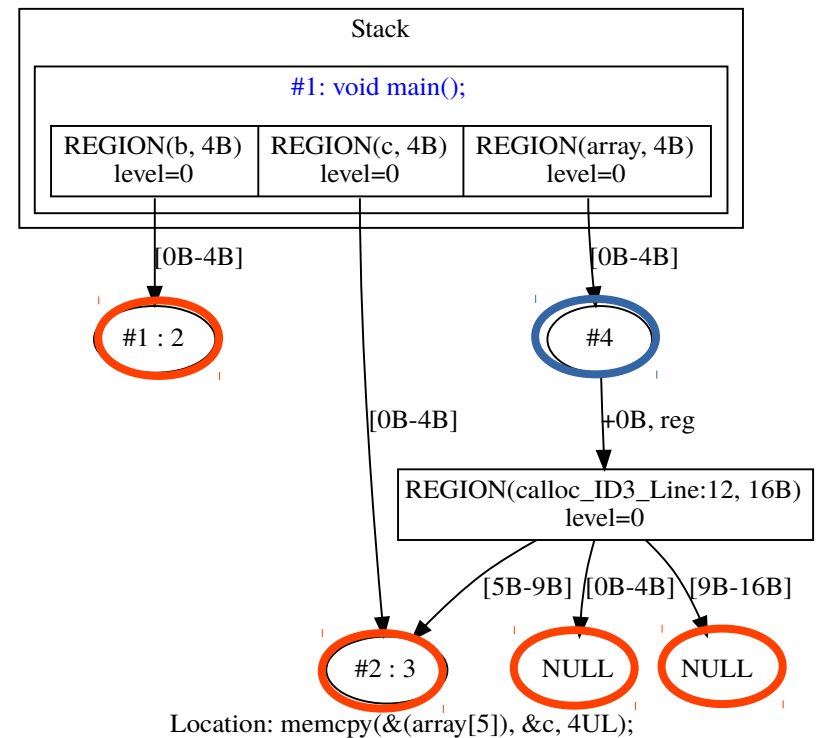 Stack
#1: void main();
REGION(b, 4B)
level=0
REGION(c, 4B)
level=0
REGION(array, 4B)
level=0
[0B-4B]
[0B-4B]
#1 : 2
#4
[0B-4B]
+0B, reg
REGION(calloc_ID3_Line:12, 16B)
level=0
[5B-9B]
[0B-4B]
[9B-16B]
#2 : 3
NULL
NULL
Location: memcpy(&(array[5]), &c, 4UL);